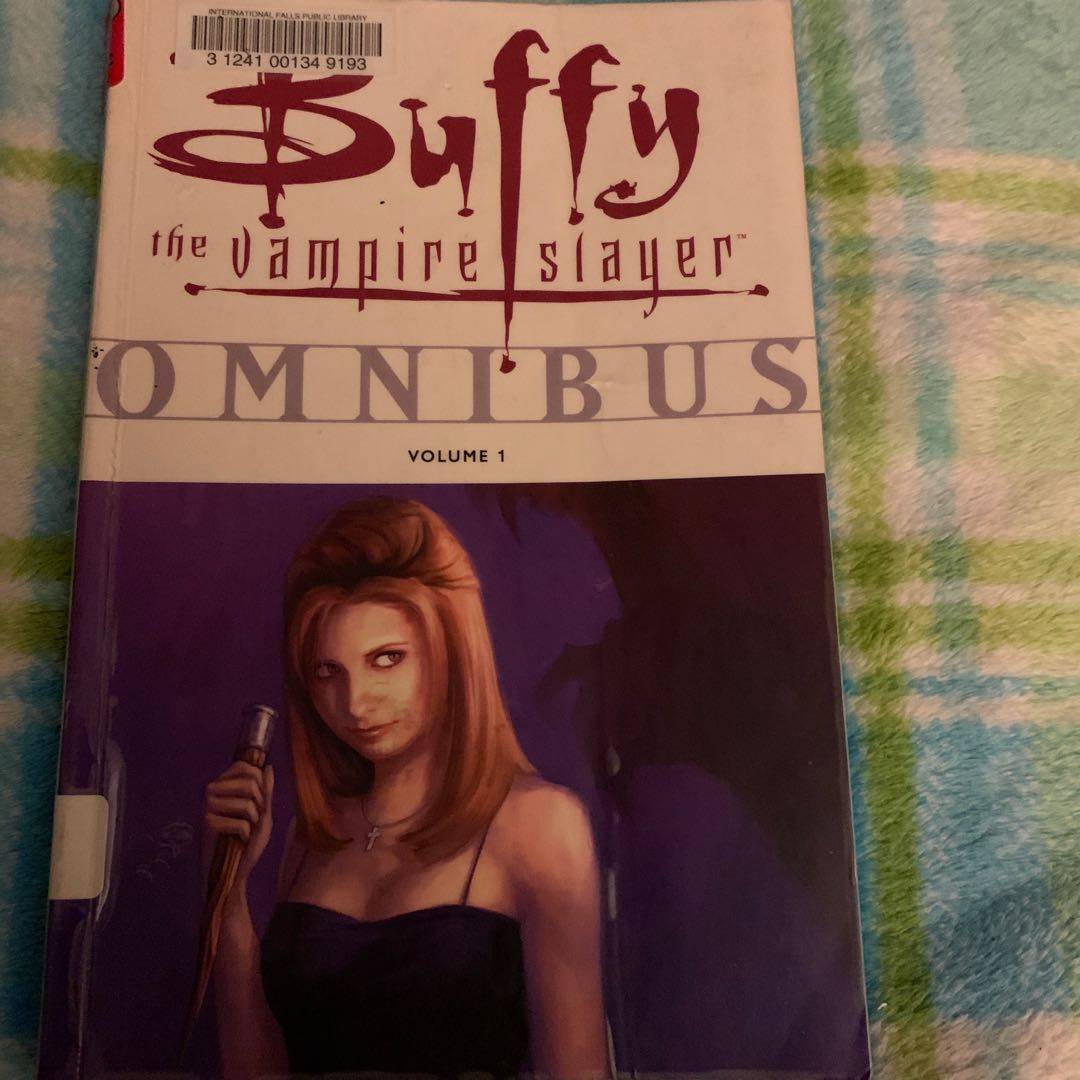 INTERNATIONAL FALLS PUBLIC LIBRARY
3 1241 00134 9193
Buffy
the vampire slayer™
OMNIBUS
VOLUME 1